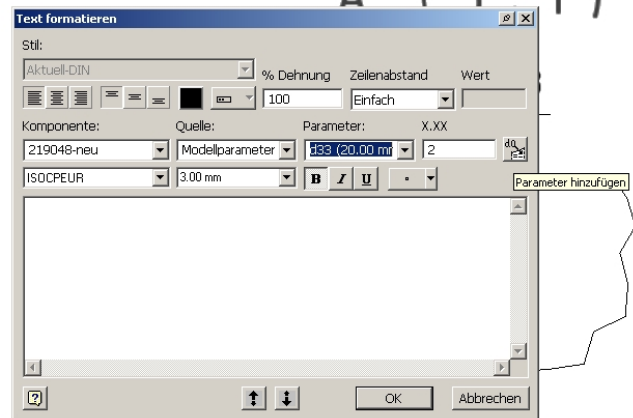 Text formatieren
Stil:
Aktuell-DIN
% Dehnung Zeilenabstand Wert
100 Einfach
Komponente: Quelle: Parameter: X.XX
219048-neu Modellparameter d33 (20.00 mr 2
ISOCPEUR 3.00 mm B I U
Parameter hinzufügen
OK Abbrechen